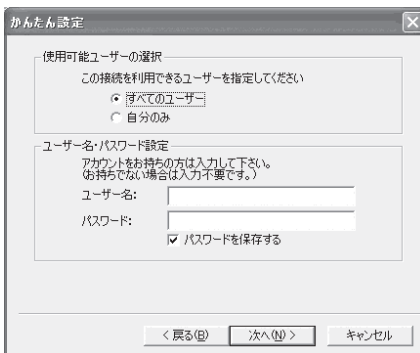 かんたん設定
使用可能ユーザーの選択
この接続を利用できるユーザーを指定してください
すべてのユーザー
自分のみ
ユーザー名・パスワード設定
アカウントをお持ちの方は入力して下さい。
(お持ちでない場合は入力不要です。)
ユーザー名:
パスワード:
パスワードを保存する
< 戻る(B)
次へ(N) >
キャンセル